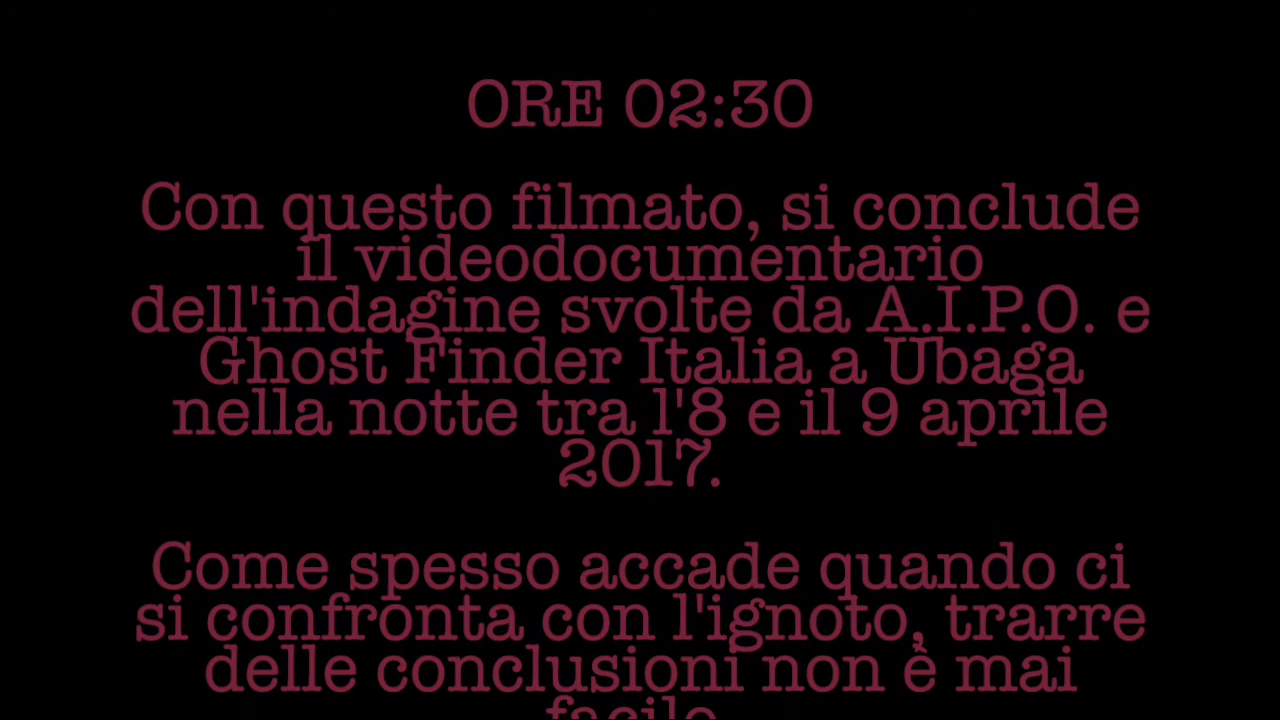 ORE 02:30
Con questo filmato, si conclude
il videodocumentario
dell'indagine svolte da A.I.P.O. e
Ghost Finder Italia a Ubaga
nella notte tra l'8 e il 9 aprile
2017.
Come spesso accade quando ci
si confronta con l'ignoto, trarre
delle conclusioni non è mai
facile